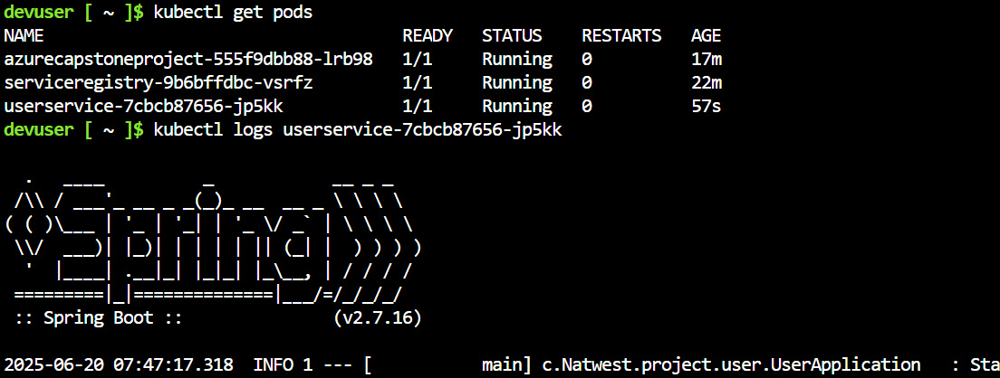 devuser [ ~ ]$ kubectl get pods
NAME                                    READY   STATUS    RESTARTS   AGE
azurecapstoneproject-555f9dbb88-lrb98   1/1     Running   0          17m
serviceregistry-9b6bffdbc-vsrfz         1/1     Running   0          22m
userservice-7cbcb87656-jp5kk            1/1     Running   0          57s
devuser [ ~ ]$ kubectl logs userservice-7cbcb87656-jp5kk
  .   ____          _            __ _ _
 /\\ / ___'_ __ _ _(_)_ __  __ _ \ \ \ \
( ( )\___ | '_ | '_| | '_ \/ _` | \ \ \ \
 \\/  ___)| |_)| | | | | || (_| |  ) ) ) )
  '  |____| .__|_| |_|_| |_\__, | / / / /
 =========|_|==============|___/=/_/_/_/
 :: Spring Boot ::               (v2.7.16)
2025-06-20 07:47:17.318  INFO 1 --- [           main] c.Natwest.project.user.UserApplication   : Sta